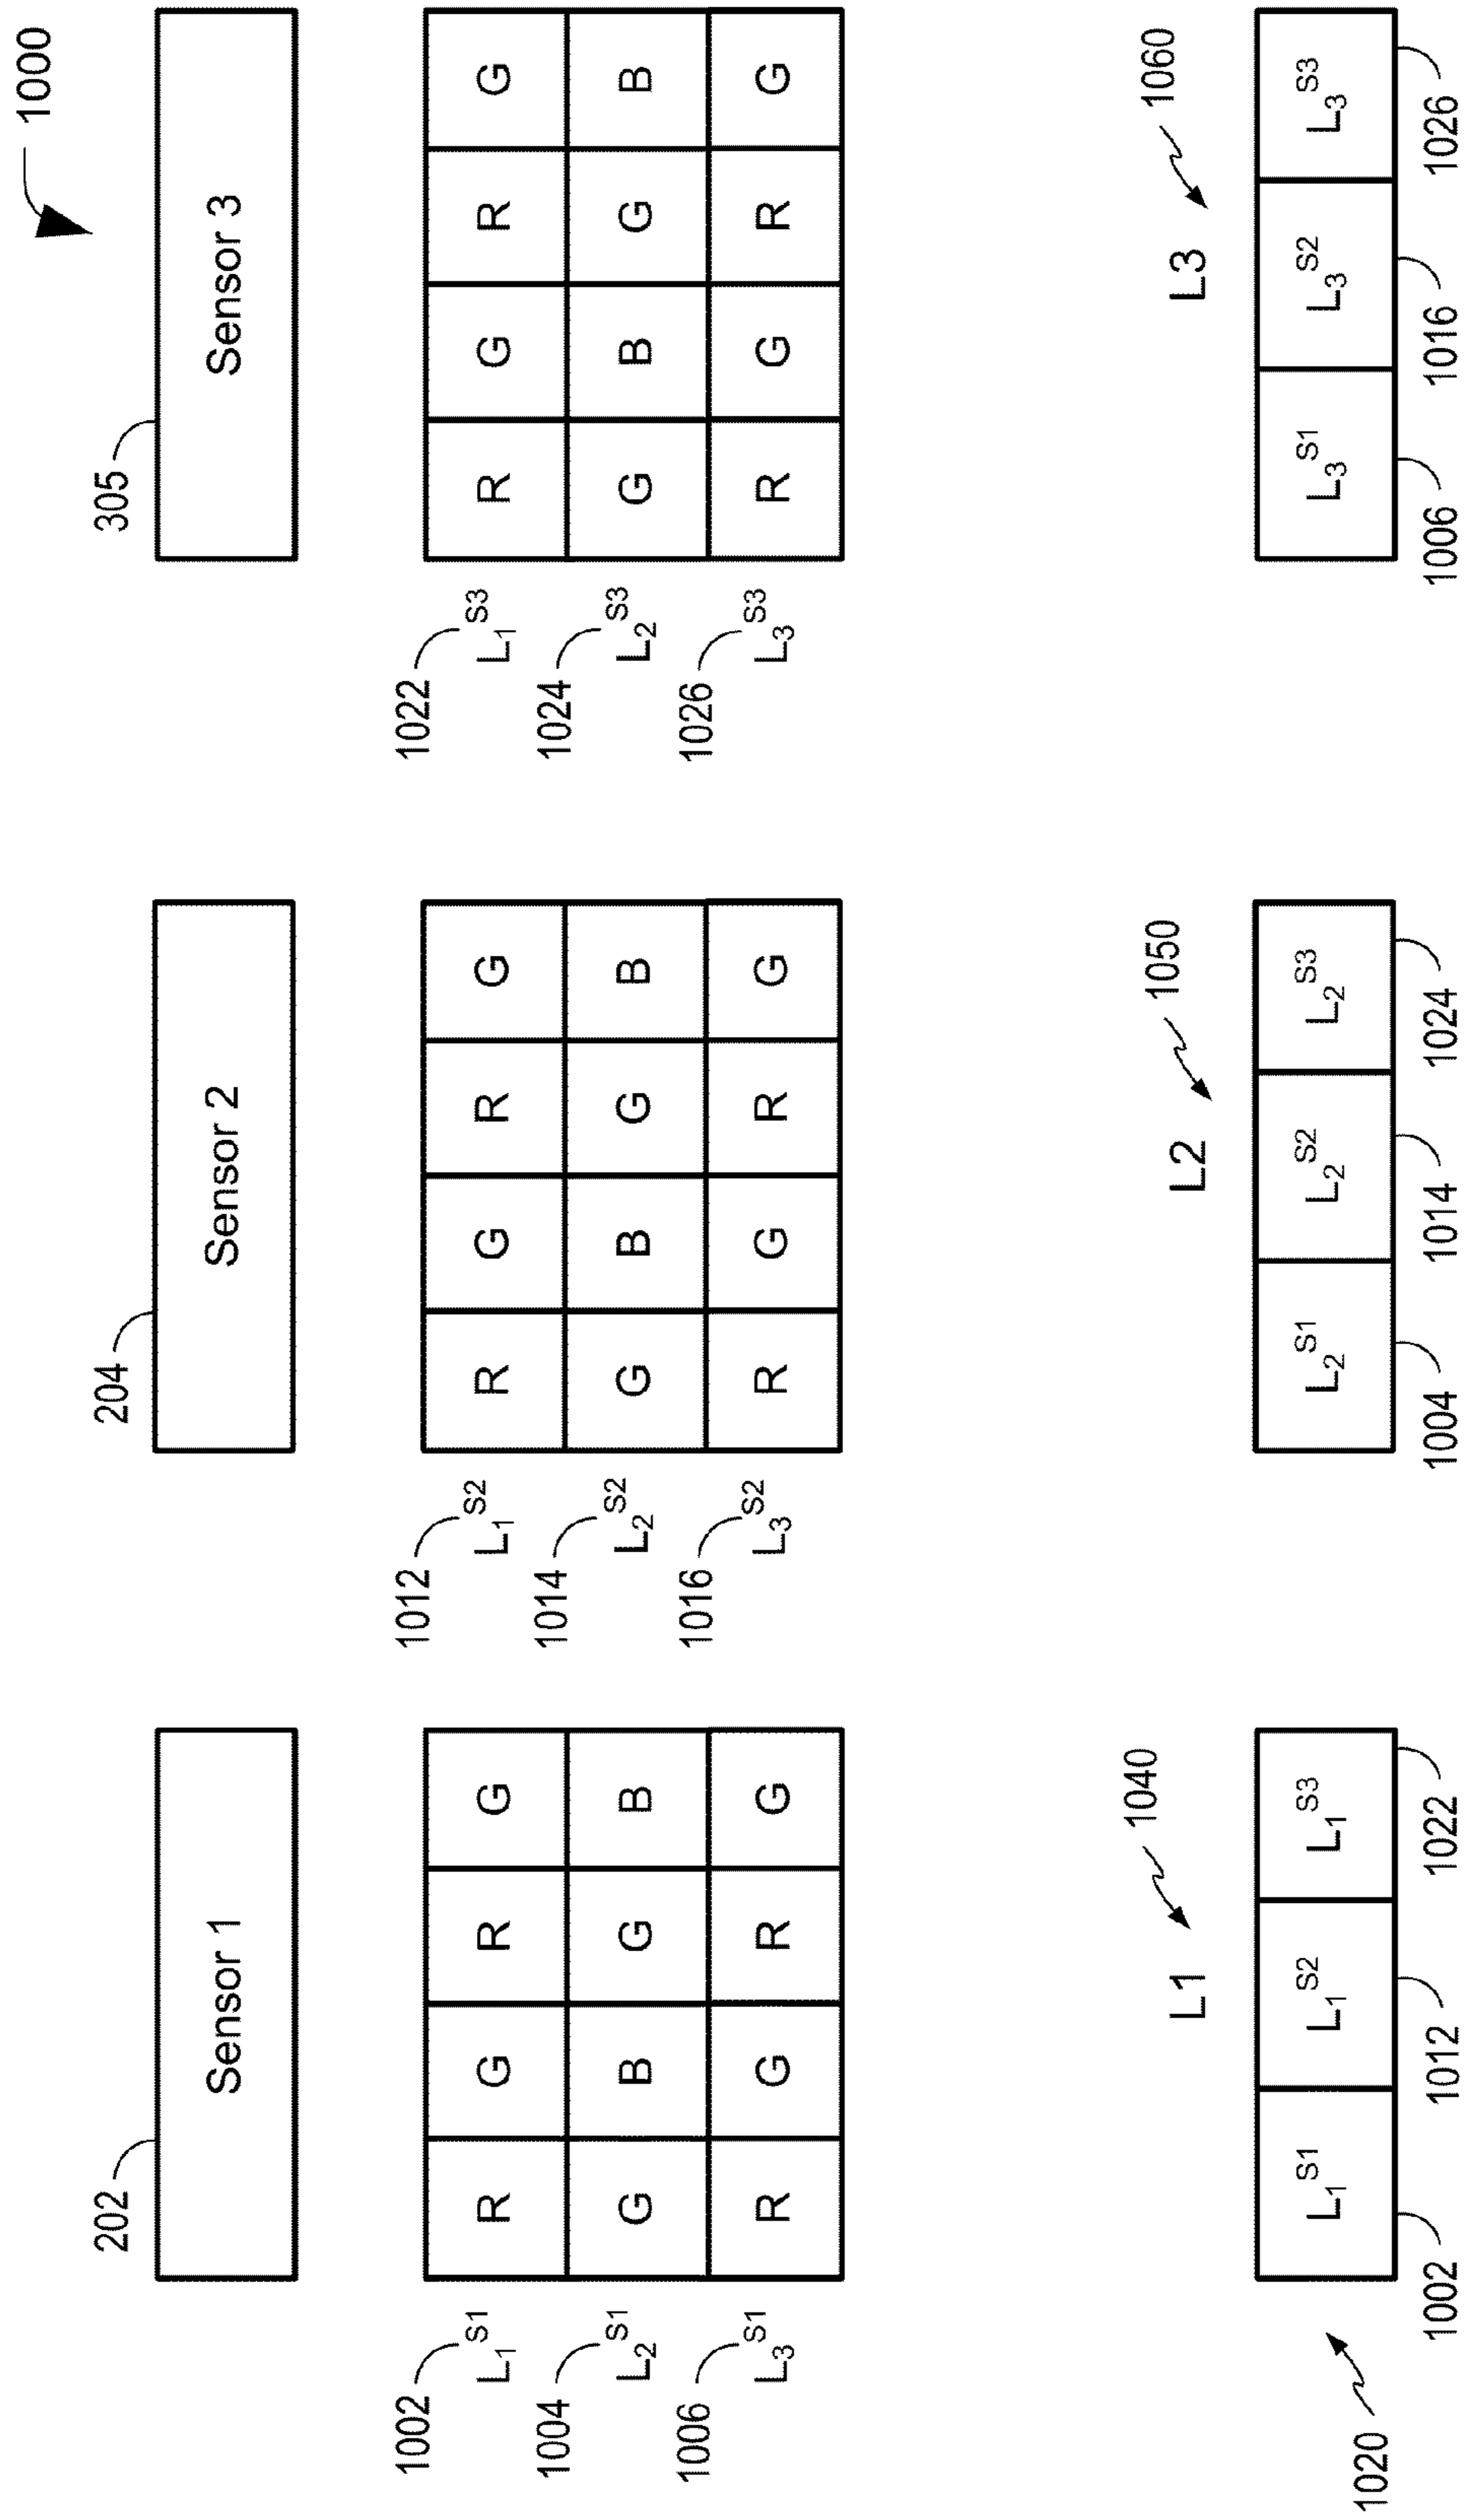 1000
202
204
305
Sensor 1
Sensor 2
Sensor 3
1002
L₁ˢ¹ R G R G
1004
L₂ˢ¹ G B G B
1006
L₃ˢ¹ R G R G
1012
L₁ˢ² R G R G
1014
L₂ˢ² G B G B
1016
L₃ˢ² R G R G
1022
L₁ˢ³ R G R G
1024
L₂ˢ³ G B G B
1026
L₃ˢ³ R G R G
1020
L1
1040
L₁ˢ¹ L₁ˢ² L₁ˢ³
1002 1012 1022
L2
1050
L₂ˢ¹ L₂ˢ² L₂ˢ³
1004 1014 1024
L3
1060
L₃ˢ¹ L₃ˢ² L₃ˢ³
1006 1016 1026